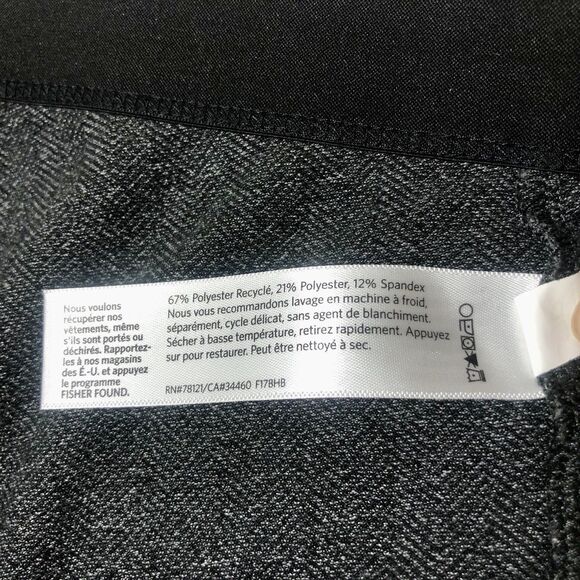 Nous voulons
récupérer nos
vêtements, même
s'ils sont portés ou
déchirés. Rapportez-
les à nos magasins
des É.-U. et appuyez
le programme
FISHER FOUND.
67% Polyester Recyclé, 21% Polyester, 12% Spandex
Nous vous recommandons lavage en machine à froid,
séparément, cycle délicat, sans agent de blanchiment.
Sécher à basse température, retirez rapidement. Appuyez
sur pour restaurer. Peut être nettoyé à sec.
RN#78121/CA#34460 F17BHB